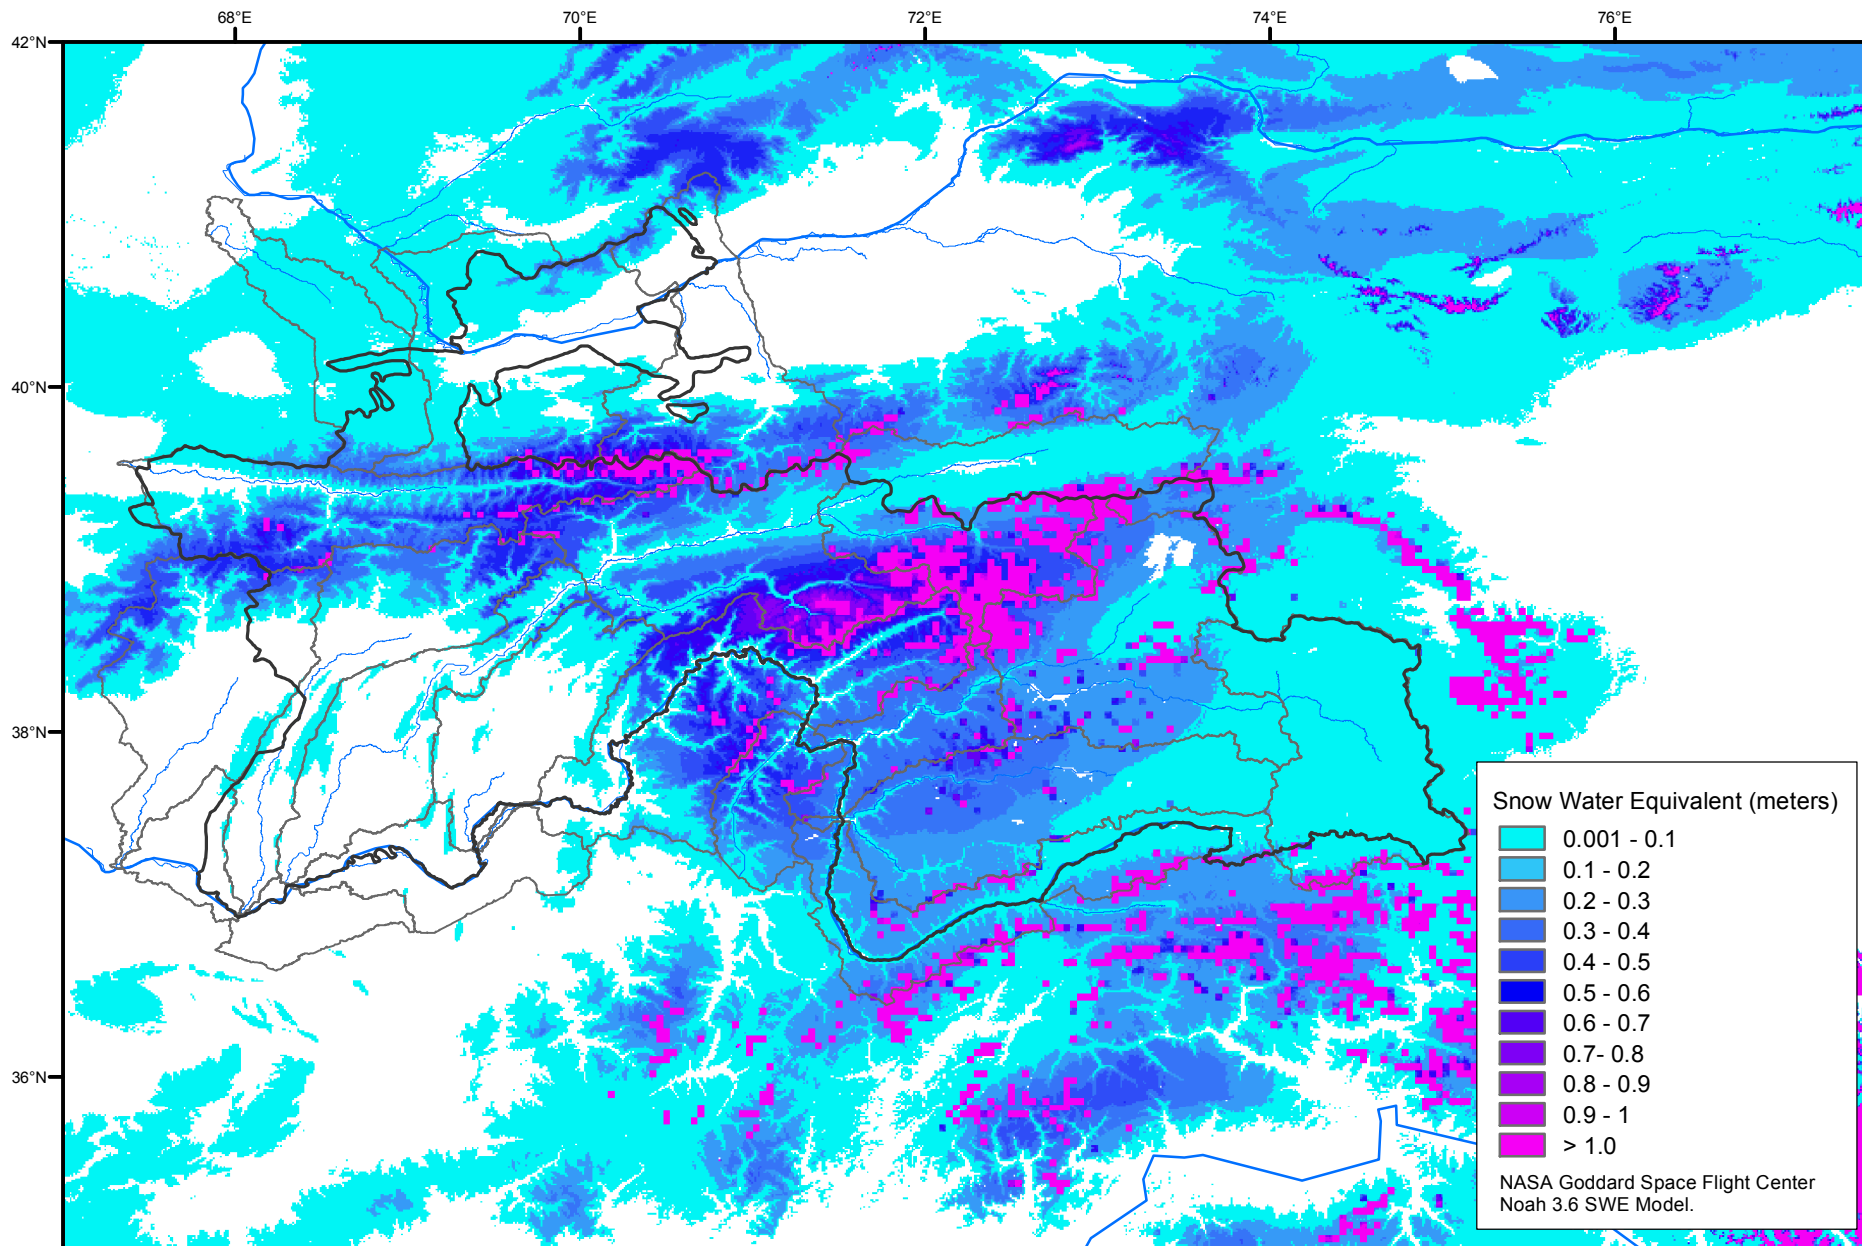 68°E
70°E
72°E
74°E
76°E
42°N
40°N
38°N
36°N
Snow Water Equivalent (meters)
0.001 - 0.1
0.1 - 0.2
0.2 - 0.3
0.3 - 0.4
0.4 - 0.5
0.5 - 0.6
0.6 - 0.7
0.7- 0.8
0.8 - 0.9
0.9 - 1
> 1.0
NASA Goddard Space Flight Center
Noah 3.6 SWE Model.